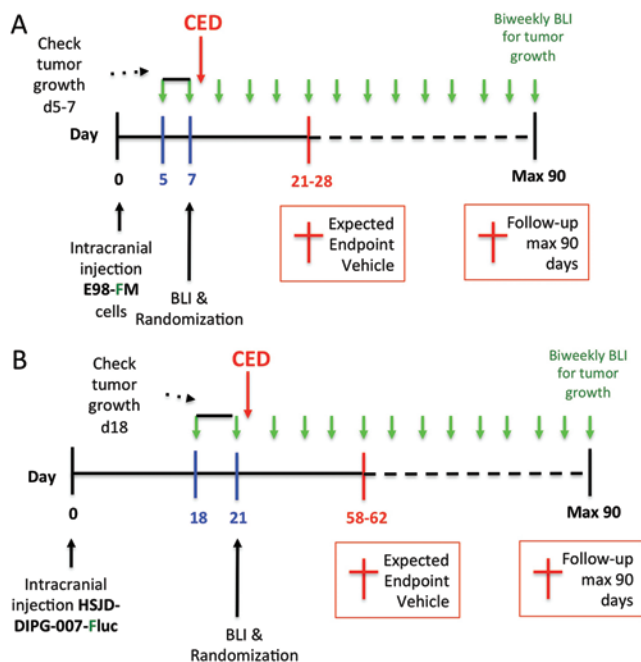 A
CED
Biweekly BLI
for tumor
growth
Check
tumor
growth
d5-7
Day
0
5
7
21-28
Max 90
Intracranial
injection
E98-FM
cells
BLI &
Randomization
Expected
Endpoint
Vehicle
Follow-up
max 90
days
B
CED
Biweekly BLI
for tumor
growth
Check
tumor
growth
d18
Day
0
18
21
58-62
Max 90
Intracranial
injection HSJD-
DIPG-007-Fluc
BLI &
Randomization
Expected
Endpoint
Vehicle
Follow-up
max 90
days